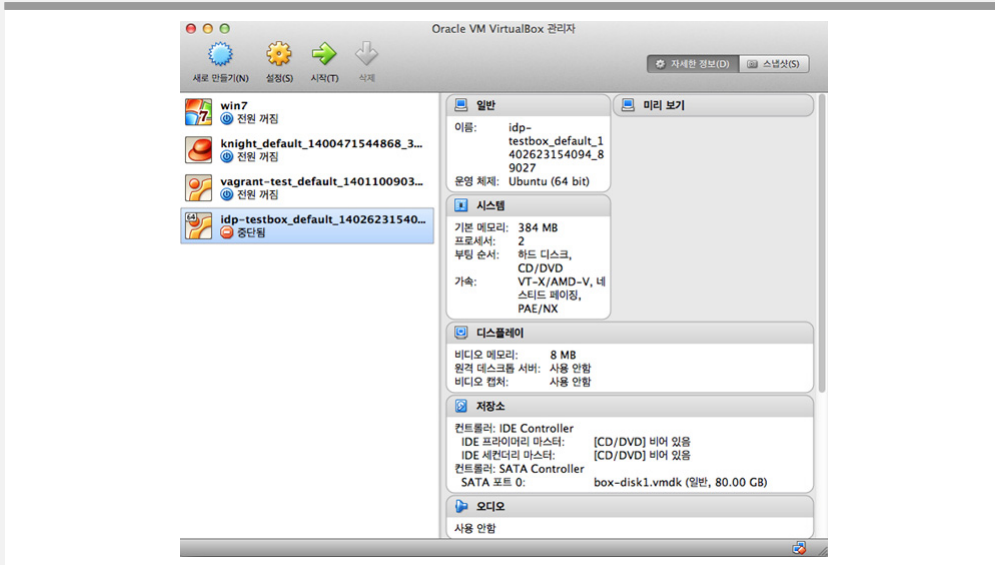 Oracle VM VirtualBox 관리자
새로 만들기(N) 설정(S) 시작(T) 삭제
자세한 정보(D) 스냅샷(S)
win7
전원 꺼짐
knight_default_1400471544868_3...
전원 꺼짐
vagrant-test_default_1401100903...
전원 꺼짐
64
idp-testbox_default_14026231540...
중단됨
일반
이름: idp-
testbox_default_1
402623154094_8
9027
운영 체제: Ubuntu (64 bit)
미리 보기
시스템
기본 메모리: 384 MB
프로세서: 2
부팅 순서: 하드 디스크,
CD/DVD
가속: VT-X/AMD-V, 네
스티드 페이징,
PAE/NX
디스플레이
비디오 메모리: 8 MB
원격 데스크톱 서버: 사용 안함
비디오 캡처: 사용 안함
저장소
컨트롤러: IDE Controller
IDE 프라이머리 마스터: [CD/DVD] 비어 있음
IDE 세컨더리 마스터: [CD/DVD] 비어 있음
컨트롤러: SATA Controller
SATA 포트 0: box-disk1.vmdk (일반, 80.00 GB)
오디오
사용 안함